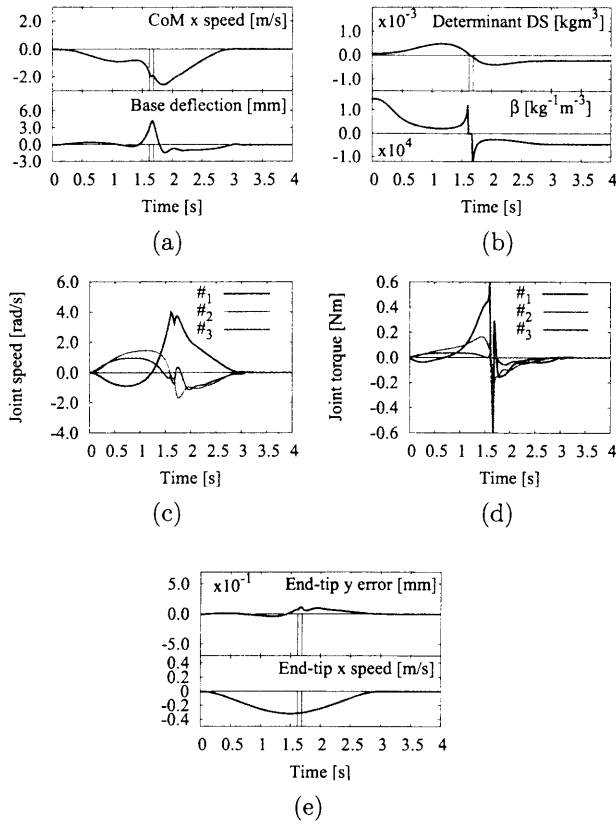 CoM x speed [m/s]
2.0
0.0
-2.0
Base deflection [mm]
6.0
3.0
0.0
-3.0
0 0.5 1 1.5 2 2.5 3 3.5 4
Time [s]
(a)
x10⁻³ Determinant DS [kgm³]
1.0
0.0
-1.0
β [kg⁻¹m⁻³]
1.0
0.0
-1.0
x10⁴
0 0.5 1 1.5 2 2.5 3 3.5 4
Time [s]
(b)
Joint speed [rad/s]
6.0
4.0
2.0
0.0
-2.0
-4.0
#1
#2
#3
0 0.5 1 1.5 2 2.5 3 3.5 4
Time [s]
(c)
Joint torque [Nm]
0.6
0.4
0.2
0
-0.2
-0.4
-0.6
#1
#2
#3
0 0.5 1 1.5 2 2.5 3 3.5 4
Time [s]
(d)
x10⁻¹ End-tip y error [mm]
5.0
0.0
-5.0
End-tip x speed [m/s]
0.4
0.2
0
-0.2
-0.4
0 0.5 1 1.5 2 2.5 3 3.5 4
Time [s]
(e)